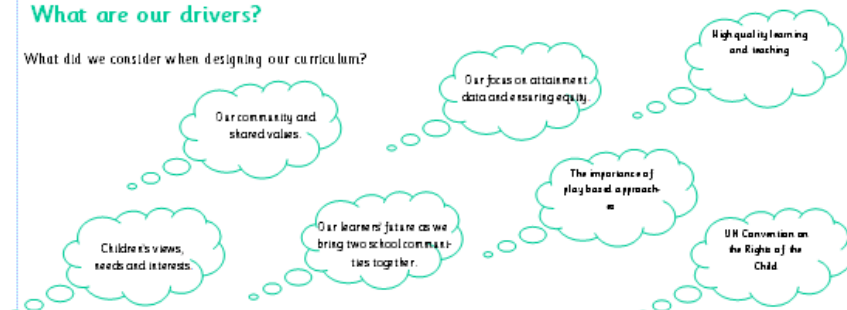 What are our drivers?
What did we consider when designing our curriculum?
High quality learning
and teaching
Our focus on attainment
data and ensuring equity.
Our community and
shared values.
The importance of
play based approach-
es
Our learners' future as we
bring two school communi-
ties together.
UN Convention on
the Rights of the
Child
Children's views,
needs and interests.